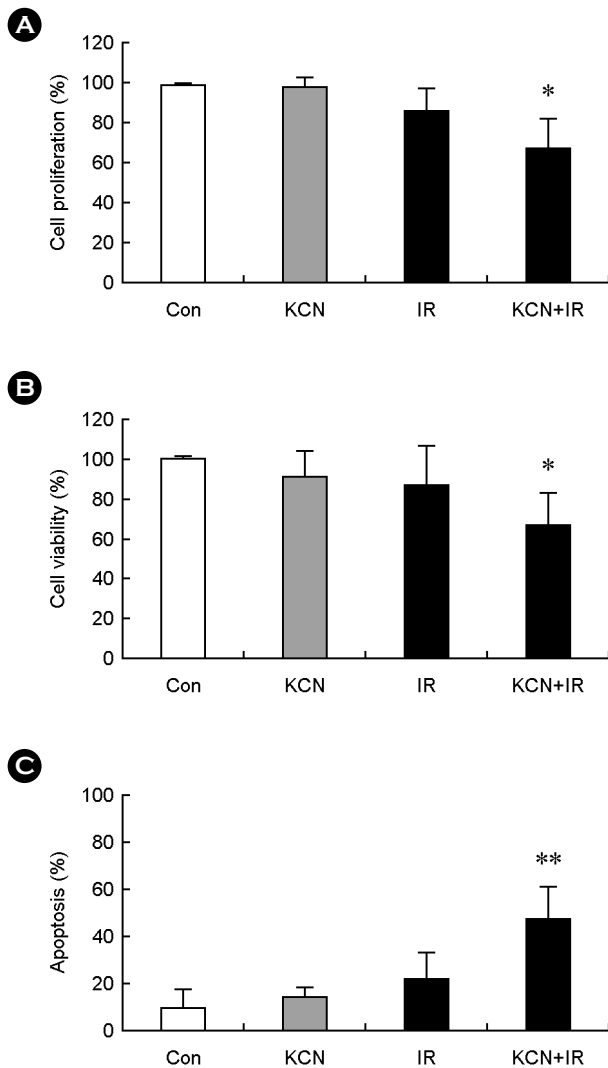 A
Cell proliferation (%)
120
100
80
60
40
20
0
*
Con KCN IR KCN+IR
B
Cell viability (%)
120
100
80
60
40
20
0
*
Con KCN IR KCN+IR
C
Apoptosis (%)
100
80
60
40
20
0
**
Con KCN IR KCN+IR